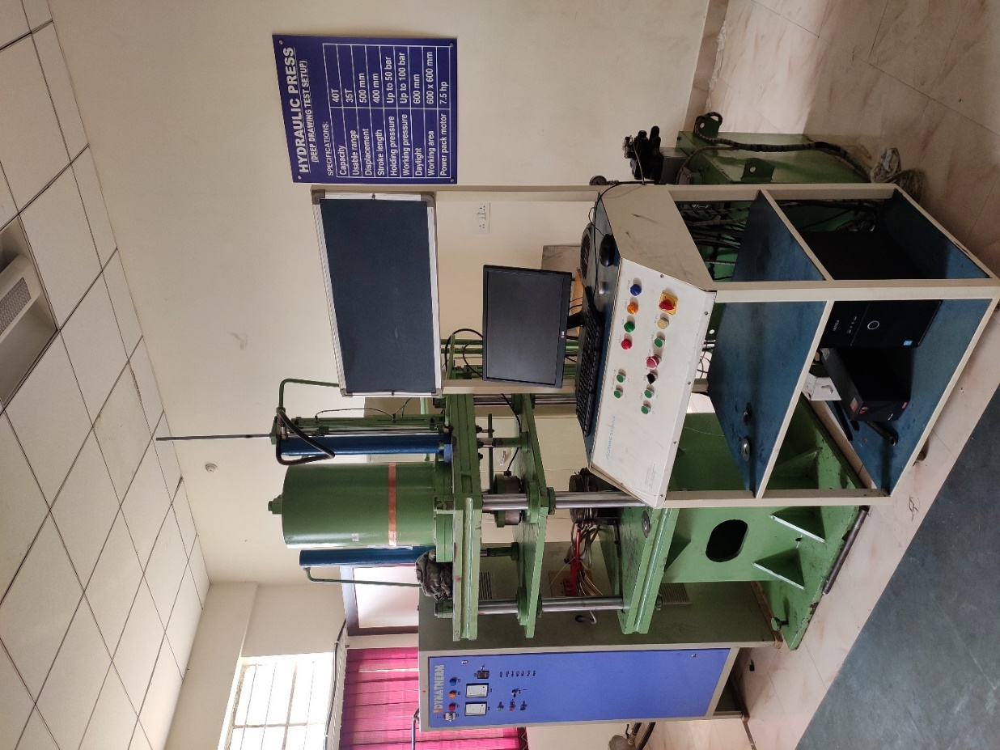 HYDRAULIC PRESS
(DEEP DRAWING TEST SETUP)
SPECIFICATIONS:
Capacity 40T
Usable range 35T
Displacement 500 mm
Stroke length 400 mm
Holding pressure Up to 50 bar
Working pressure Up to 100 bar
Daylight 600 mm
Working area 600 x 600 mm
Power pack motor 7.5 hp
DYNATHERM